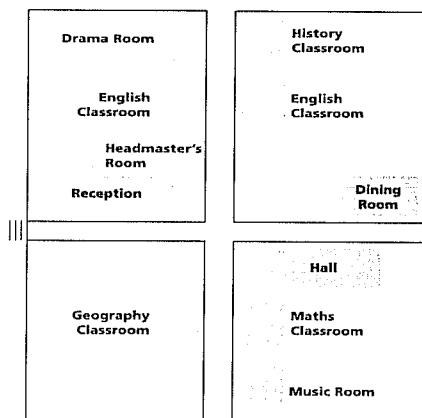 Drama Room
English
Classroom
Headmaster's
Room
Reception
History
Classroom
English
Classroom
Dining
Room
Geography
Classroom
Hall
Maths
Classroom
Music Room